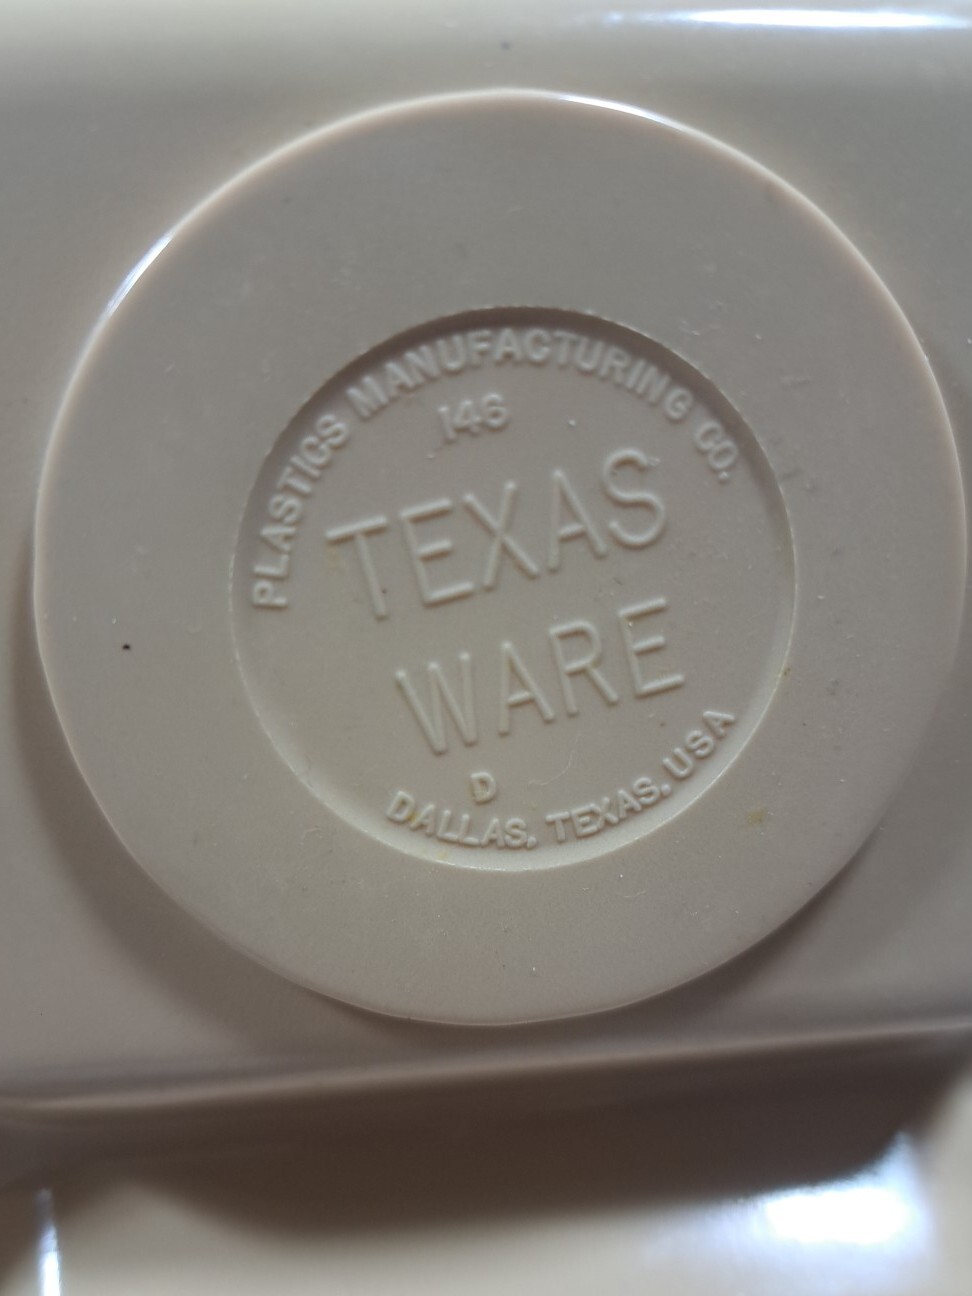 PLASTICS MANUFACTURING CO.
146
TEXAS
WARE
D
DALLAS, TEXAS, USA